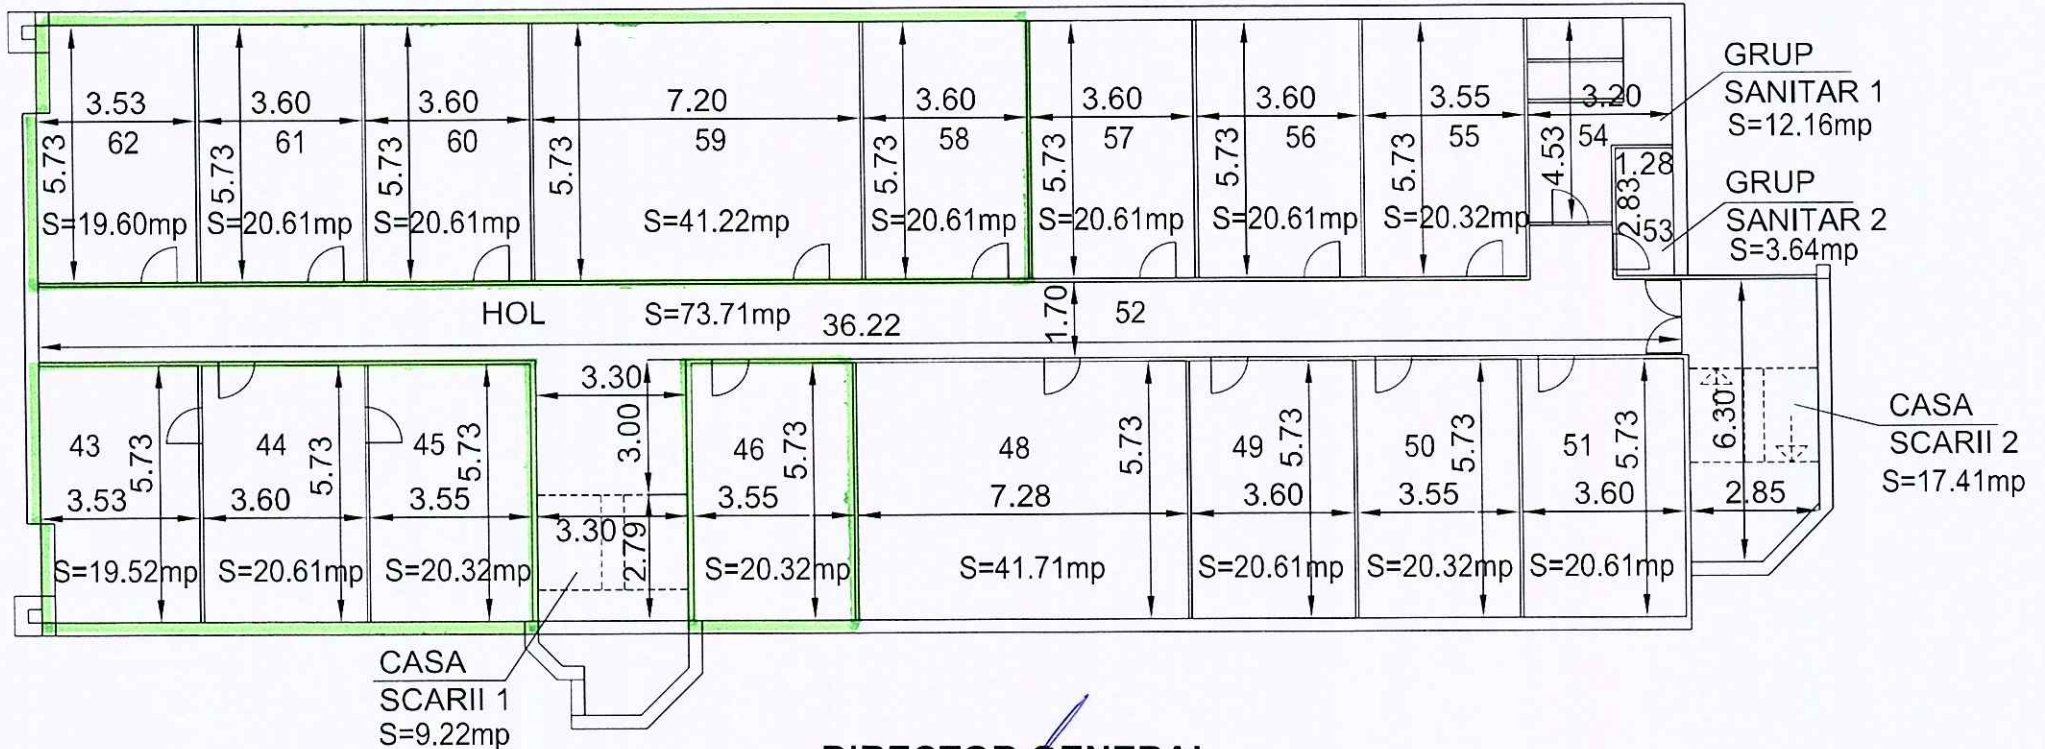 3.53
62
5.73
S=19.60mp
3.60
61
5.73
S=20.61mp
3.60
60
5.73
S=20.61mp
7.20
59
5.73
S=41.22mp
3.60
58
5.73
S=20.61mp
3.60
57
5.73
S=20.61mp
3.60
56
5.73
S=20.61mp
3.55
55
5.73
S=20.32mp
3.20
54
4.53
1.28
2.83
53
GRUP
SANITAR 1
S=12.16mp
GRUP
SANITAR 2
S=3.64mp
HOL
S=73.71mp
36.22
1.70
52
43
5.73
3.53
S=19.52mp
44
5.73
3.60
S=20.61mp
45
5.73
3.55
S=20.32mp
3.30
3.00
3.30
2.79
46
5.73
3.55
S=20.32mp
48
5.73
7.28
S=41.71mp
49
5.73
3.60
S=20.61mp
50
5.73
3.55
S=20.32mp
51
5.73
3.60
S=20.61mp
6.30
2.85
CASA
SCARII 2
S=17.41mp
CASA
SCARII 1
S=9.22mp
DIRECTOR GENERAL